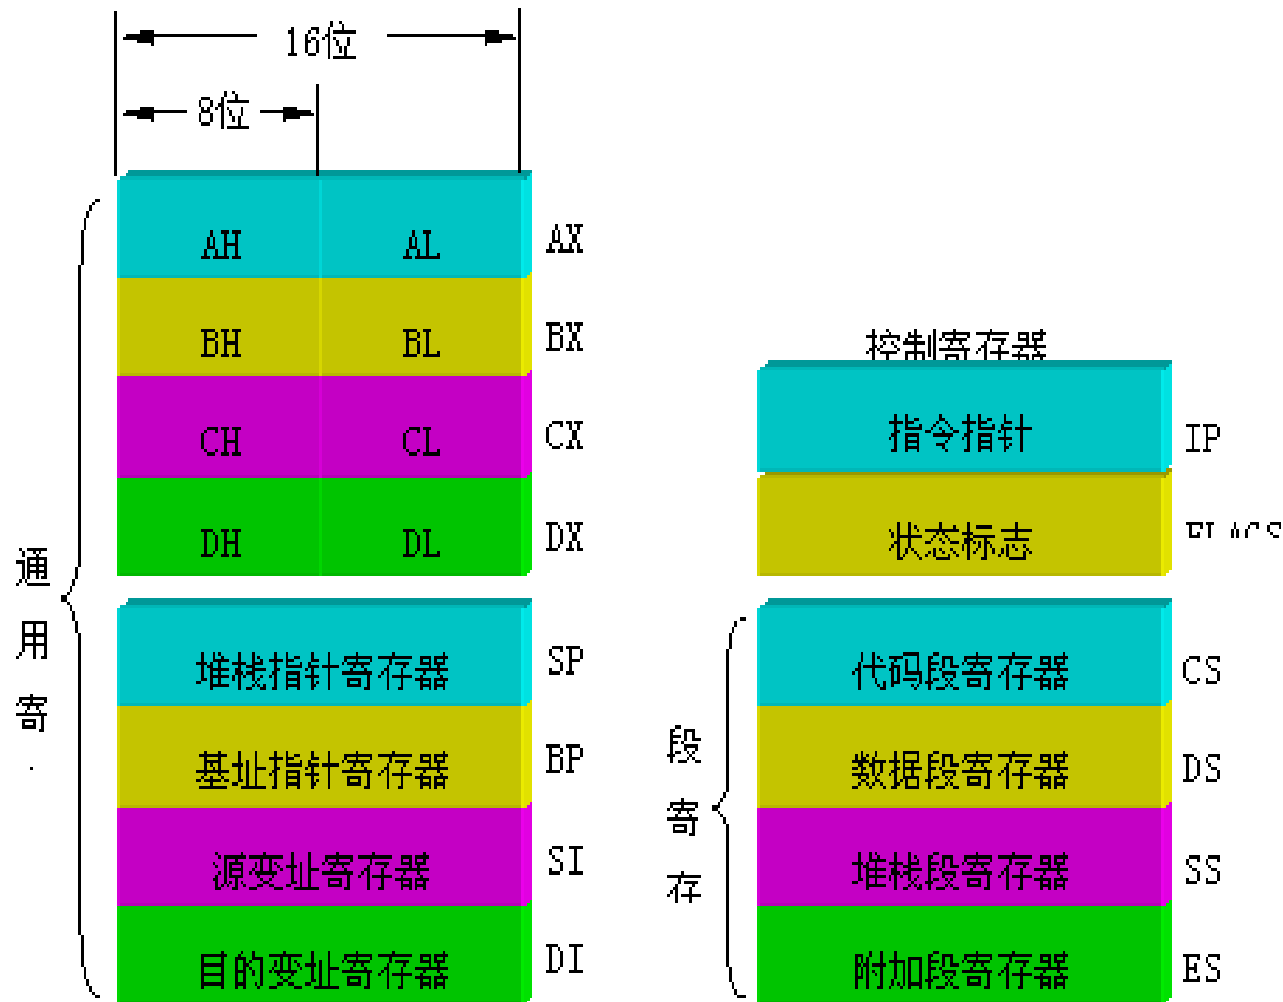 16位
8位
AH AL AX
BH BL BX
CH CL CX
DH DL DX
通
用
寄
堆栈指针寄存器 SP
基址指针寄存器 BP
源变址寄存器 SI
目的变址寄存器 DI
控制寄存器
指令指针 IP
状态标志 FLAGS
段
寄
存
代码段寄存器 CS
数据段寄存器 DS
堆栈段寄存器 SS
附加段寄存器 ES